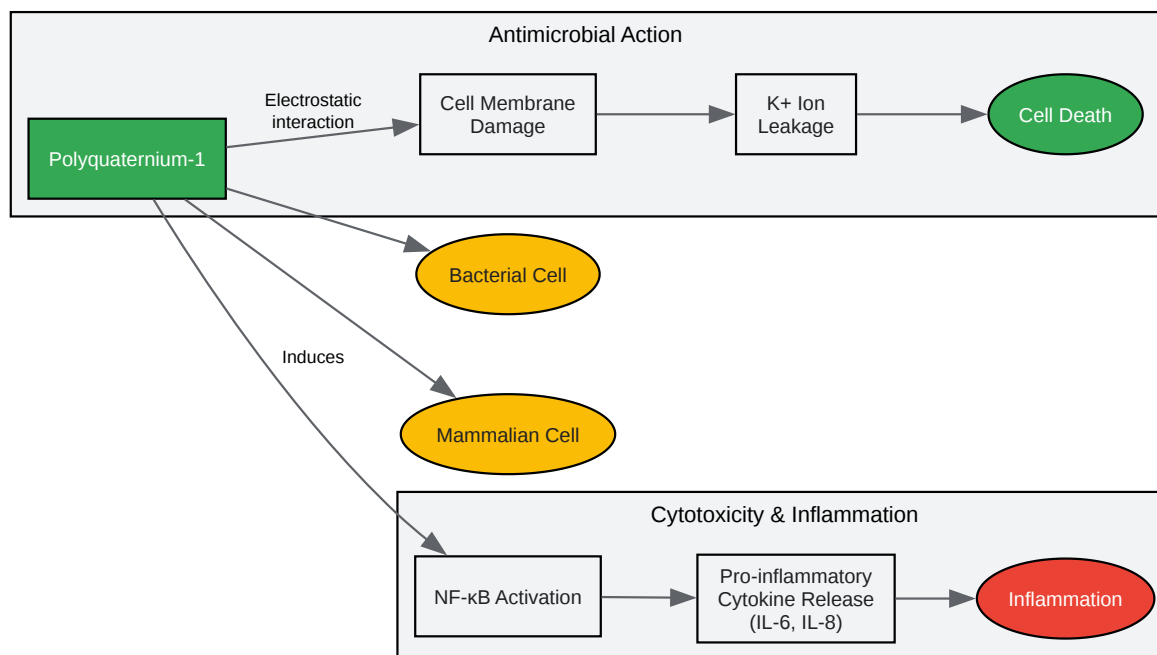 Antimicrobial Action
Electrostatic
interaction
Polyquaternium-1
Cell Membrane
Damage
K+ Ion
Leakage
Cell Death
Bacterial Cell
Induces
Mammalian Cell
Cytotoxicity & Inflammation
NF-κB Activation
Pro-inflammatory
Cytokine Release
(IL-6, IL-8)
Inflammation